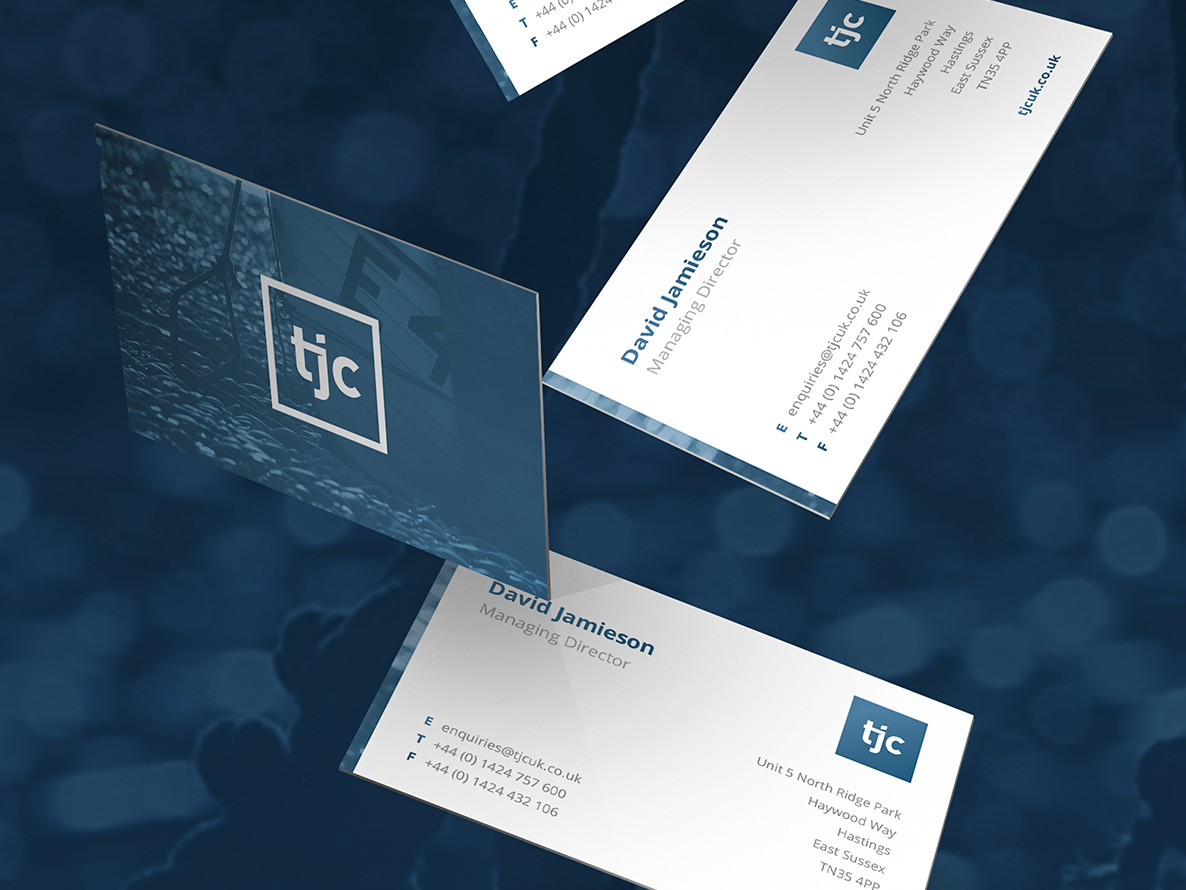 E
T +44 (0)
F +44 (0) 1424
tjc
Unit 5 North Ridge Park
Haywood Way
Hastings
East Sussex
TN35 4PP
tjcuk.co.uk
David Jamieson
Managing Director
E enquiries@tjcuk.co.uk
T +44 (0) 1424 757 600
F +44 (0) 1424 432 106
EX
tjc
David Jamieson
Managing Director
E enquiries@tjcuk.co.uk
T +44 (0) 1424 757 600
F +44 (0) 1424 432 106
tjc
Unit 5 North Ridge Park
Haywood Way
Hastings
East Sussex
TN35 4PP